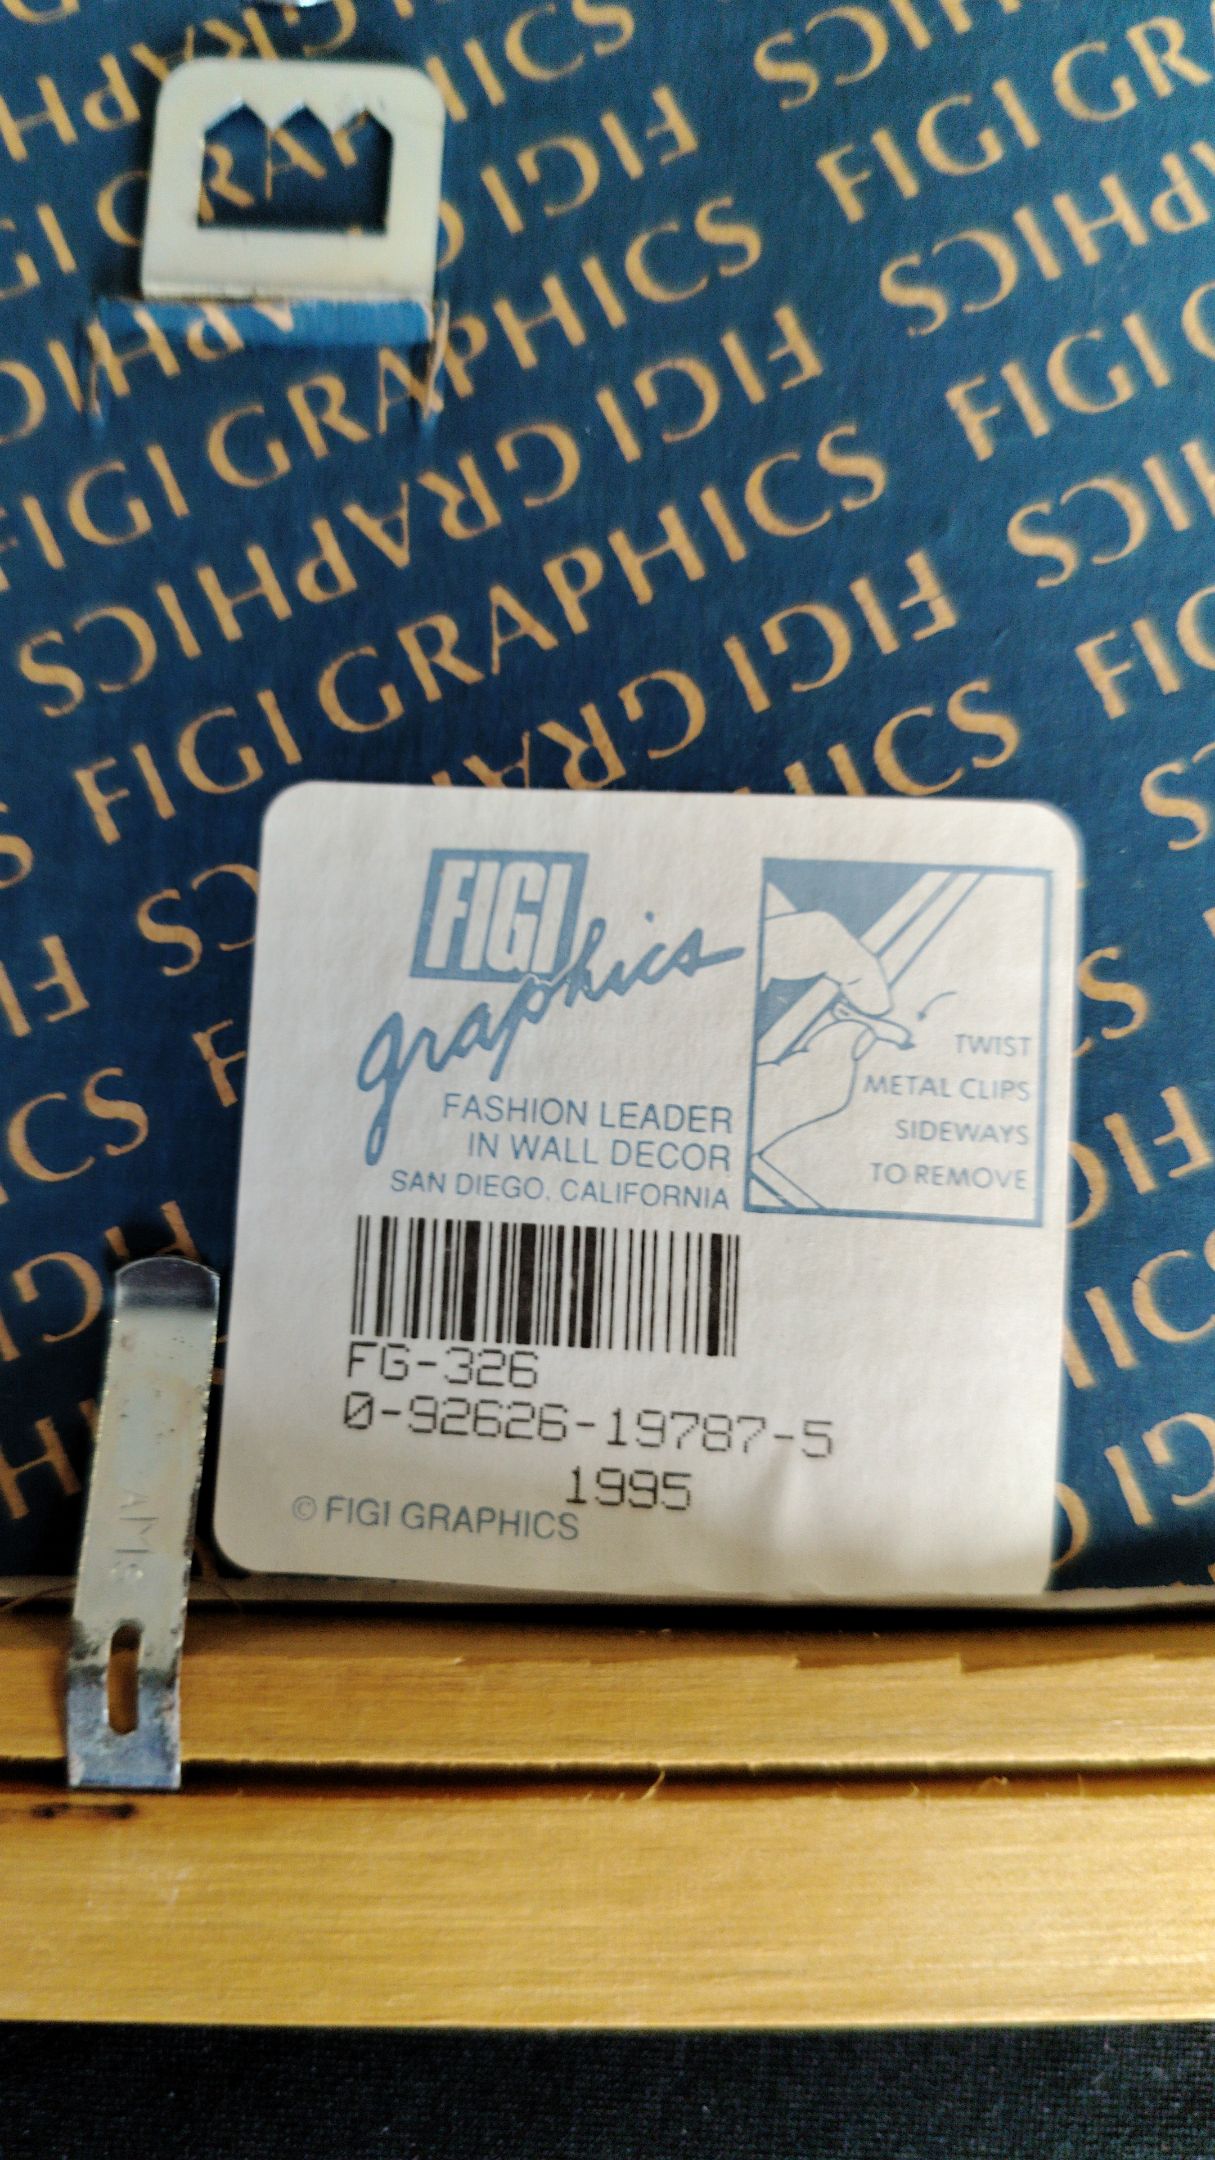 FIGI GRAPHICS
FIGI GRAPHICS
FIGI GRAPHICS
FIGI GRAPHICS
FIGI
graphics
FASHION LEADER
IN WALL DECOR
SAN DIEGO, CALIFORNIA
TWIST
METAL CLIPS
SIDEWAYS
TO REMOVE
FG-326
0-92626-19787-5
1995
© FIGI GRAPHICS
AMS